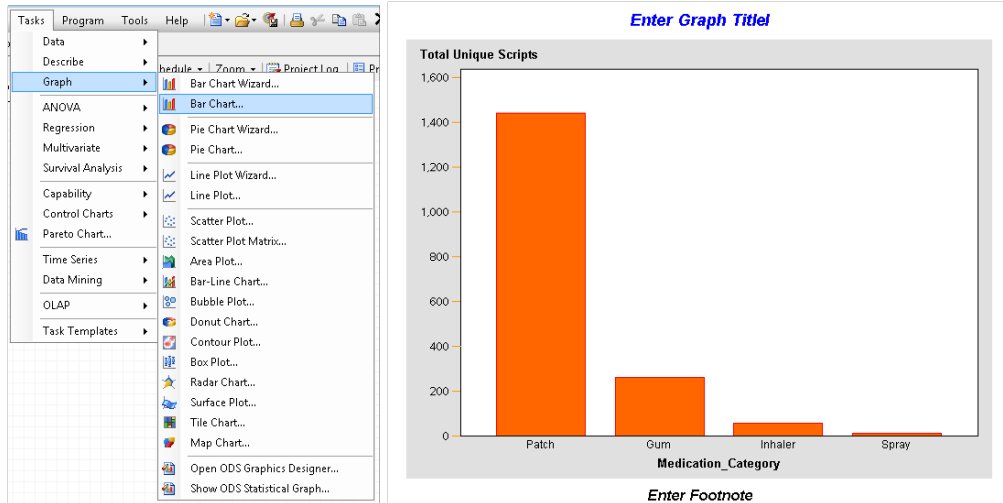 Tasks Program Tools Help
Data
Describe
hedule Zoom Project Log Pr
Graph
Bar Chart Wizard...
ANOVA
Bar Chart...
Regression
Pie Chart Wizard...
Multivariate
Pie Chart...
Survival Analysis
Line Plot Wizard...
Capability
Line Plot...
Control Charts
Scatter Plot...
Pareto Chart...
Scatter Plot Matrix...
Time Series
Area Plot...
Data Mining
Bar-Line Chart...
OLAP
Bubble Plot...
Task Templates
Donut Chart...
Contour Plot...
Box Plot...
Radar Chart...
Surface Plot...
Tile Chart...
Map Chart...
Open ODS Graphics Designer...
Show ODS Statistical Graph...
Enter Graph Titlel
Total Unique Scripts
1,600
1,400
1,200
1,000
800
600
400
200
0
Patch Gum Inhaler Spray
Medication_Category
Enter Footnote